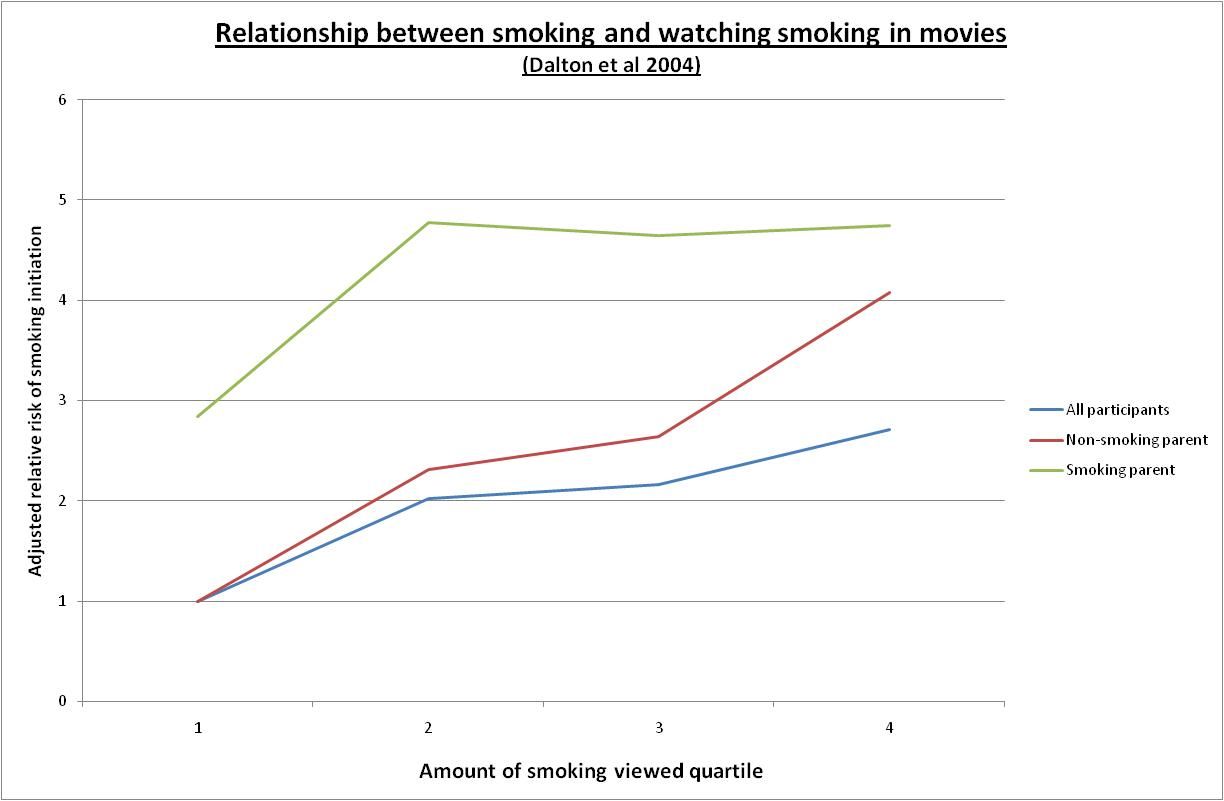 Relationship between smoking and watching smoking in movies
(Dalton et al 2004)
Adjusted relative risk of smoking initiation
6
5
4
3
2
1
0
1 2 3 4
Amount of smoking viewed quartile
All participants
Non-smoking parent
Smoking parent